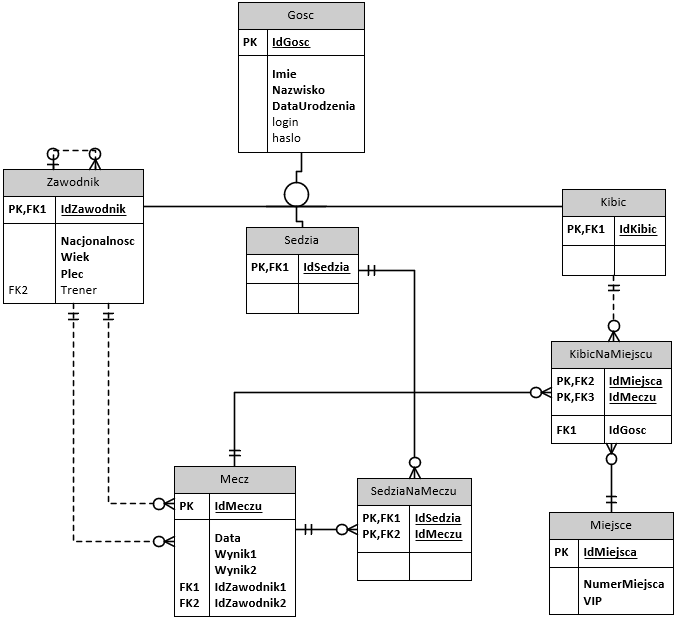 Gosc
PK IdGosc
Imie
Nazwisko
DataUrodzenia
login
haslo
Zawodnik
PK,FK1 IdZawodnik
Nacjonalnosc
Wiek
Plec
FK2 Trener
Sedzia
PK,FK1 IdSedzia
Kibic
PK,FK1 IdKibic
KibicNaMiejscu
PK,FK2 IdMiejsca
PK,FK3 IdMeczu
FK1 IdGosc
Mecz
PK IdMeczu
Data
Wynik1
Wynik2
FK1 IdZawodnik1
FK2 IdZawodnik2
SedziaNaMeczu
PK,FK1 IdSedzia
PK,FK2 IdMeczu
Miejsce
PK IdMiejsca
NumerMiejsca
VIP